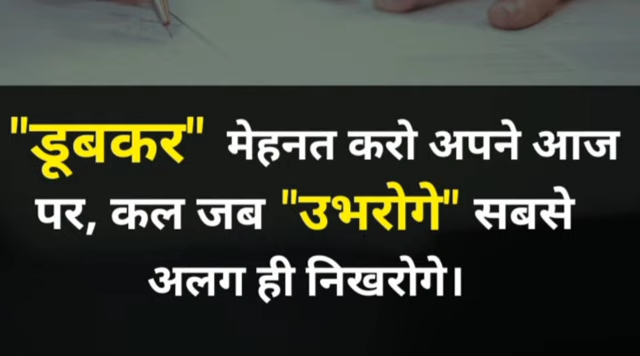 "डूबकर" मेहनत करो अपने आज
पर, कल जब "उभरोगे" सबसे
अलग ही निखरोगे।